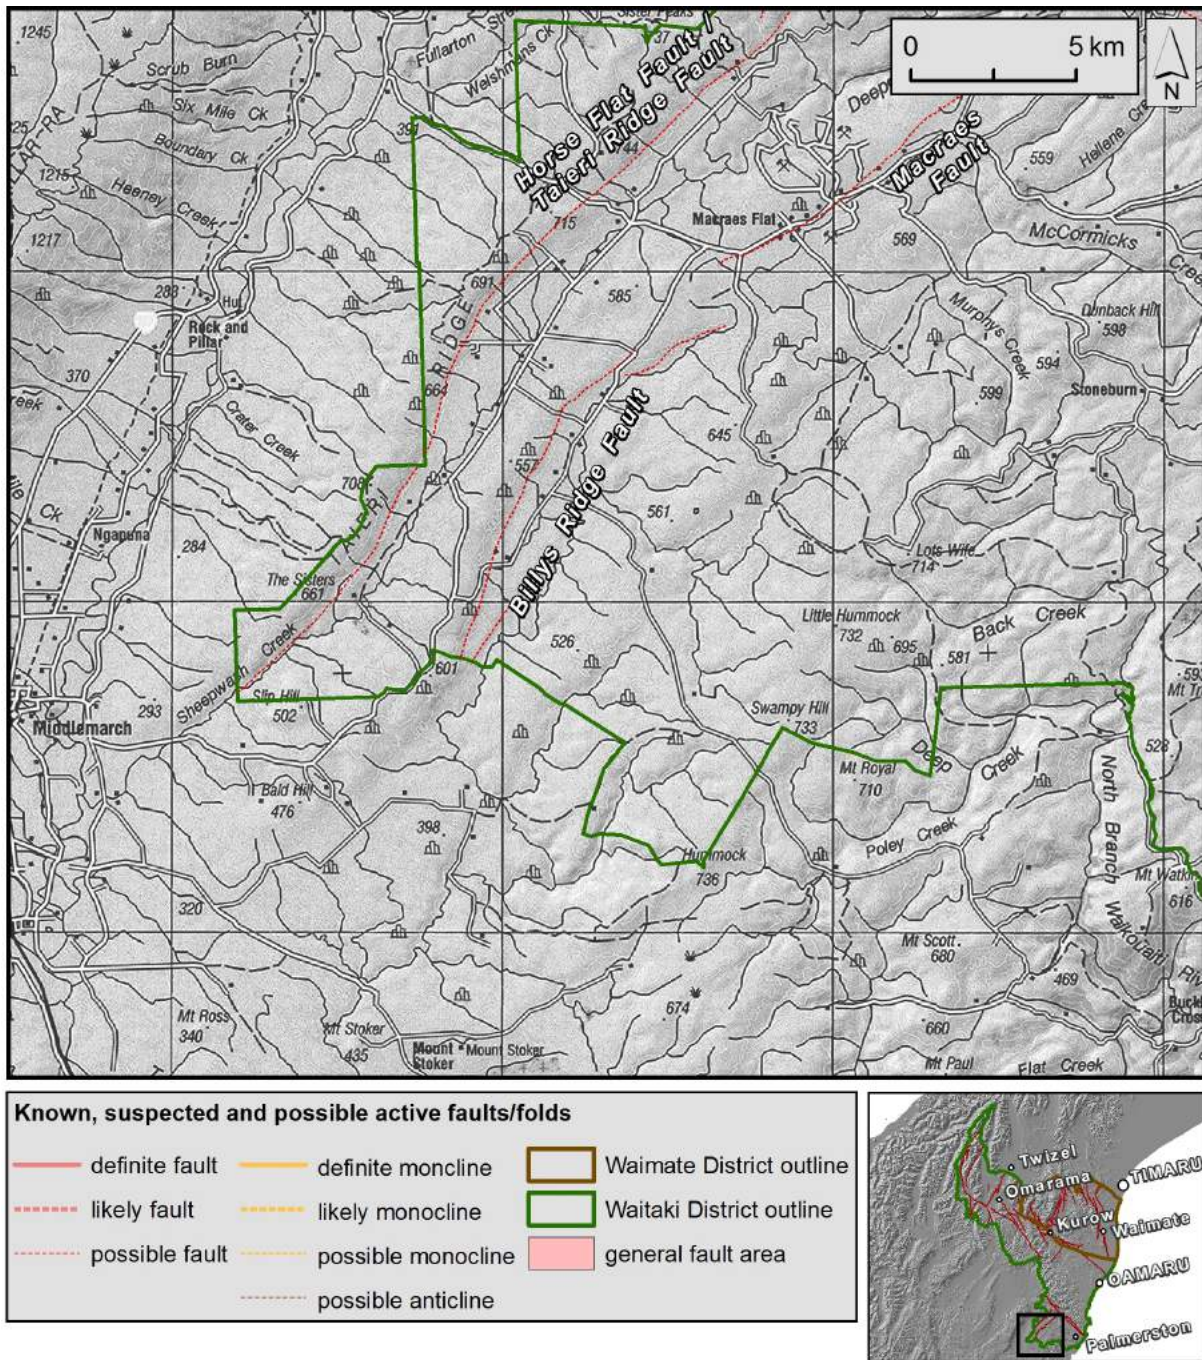 1245
Scrub Burn
Fullarton
Welshmans Ck
Sister Peaks
0
5 km
N
Six Mile Ck
391
Horse Flat Fault /
Taieri Ridge Fault
Boundary Ck
Macraes
Fault
559
Hellene
1215
Heeney Creek
Macraes Flat
715
569
McCormicks
1217
691
585
283
Hut
Rock and
Pillar
RIDGE
Murphys Creek
Dunback Hill
598
370
664
594
599
Stoneburn
Crater Creek
645
Billys Ridge Fault
557
708
TAIERI
561
Ck
Ngapuna
284
Lots Wife
714
The Sisters
661
Little Hummock
732
695
Back Creek
526
581
Sheepwash Creek
601
Slip Hill
502
293
Middlemarch
Swampy Hill
733
Deep Creek
528
Mt Royal
710
Bald Hill
476
398
Poley Creek
North Branch Waikouaiti
Hummock
736
616
320
Mt Scott
680
469
Mt Ross
340
674
Mt Stoker
435
Mount
Stoker
Mount Stoker
660
Mt Paul
Flat Creek
Known, suspected and possible active faults/folds
definite fault
definite moncline
Waimate District outline
likely fault
likely monocline
Waitaki District outline
possible fault
possible monocline
general fault area
possible anticline
Twizel
Omarama
TIMARU
Kurow
Waimate
OAMARU
Palmerston